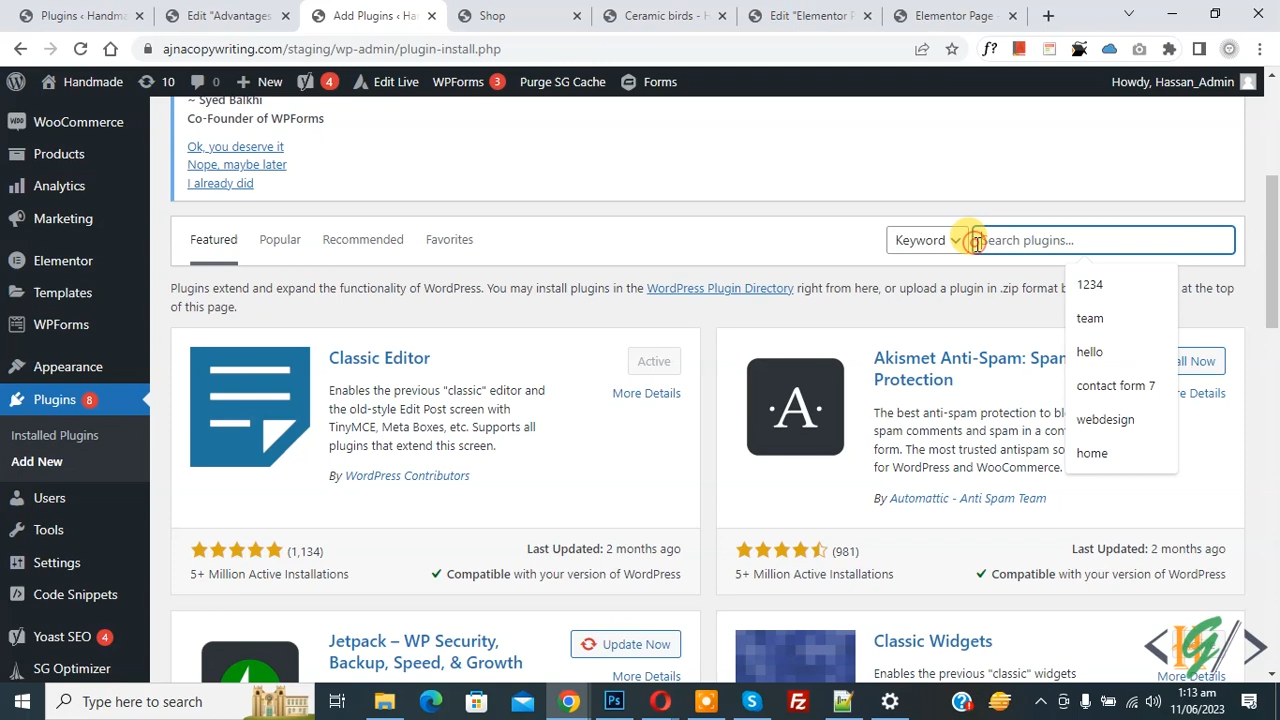 Plugins ‹ Handma
Edit "Advantages
Add Plugins ‹ Ha
Shop
Ceramic birds - H
Edit "Elementor P
Elementor Page -
ajnacopywriting.com/staging/wp-admin/plugin-install.php
Handmade
10
New
4
Edit Live
WPForms 3
Purge SG Cache
Forms
Howdy, Hassan_Admin
WooCommerce
Products
Analytics
Marketing
Elementor
Templates
WPForms
Appearance
Plugins 8
Installed Plugins
Add New
Users
Tools
Settings
Code Snippets
Yoast SEO 4
SG Optimizer
~ Syed Balkhi
Co-Founder of WPForms
Ok, you deserve it
Nope, maybe later
I already did
Featured
Popular
Recommended
Favorites
Keyword
Search plugins...
1234
team
hello
contact form 7
webdesign
home
Plugins extend and expand the functionality of WordPress. You may install plugins in the WordPress Plugin Directory right from here, or upload a plugin in .zip format at the top
of this page.
Classic Editor
Active
More Details
Enables the previous "classic" editor and
the old-style Edit Post screen with
TinyMCE, Meta Boxes, etc. Supports all
plugins that extend this screen.
By WordPress Contributors
(1,134)
5+ Million Active Installations
Last Updated: 2 months ago
Compatible with your version of WordPress
Akismet Anti-Spam:
Protection
Now
The best anti-spam protection to
spam comments and spam in a
form. The most trusted antispam
for WordPress and WooCommerce.
By Automattic - Anti Spam Team
(981)
5+ Million Active Installations
Last Updated: 2 months ago
Compatible with your version of WordPress
Jetpack – WP Security,
Backup, Speed, & Growth
Update Now
More Details
Classic Widgets
Enables the previous "classic" widgets
More Details
Type here to search
1:13 am
11/06/2023